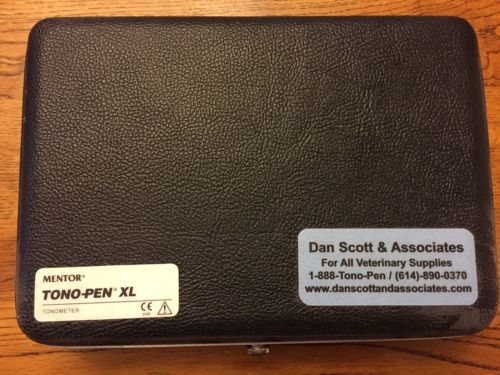 MENTOR®
TONO-PEN® XL
TONOMETER
CE
Dan Scott & Associates
For All Veterinary Supplies
1-888-Tono-Pen / (614)-890-0370
www.danscottandassociates.com